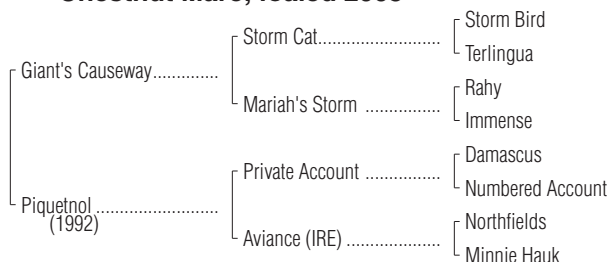 Chestnut Mare; foaled
Storm Bird
Storm Cat
Terlingua
Giant's Causeway
Rahy
Mariah's Storm
Immense
Damascus
Private Account
Numbered Account
Piquetnol
(1992)
Northfields
Aviance (IRE)
Minnie Hauk